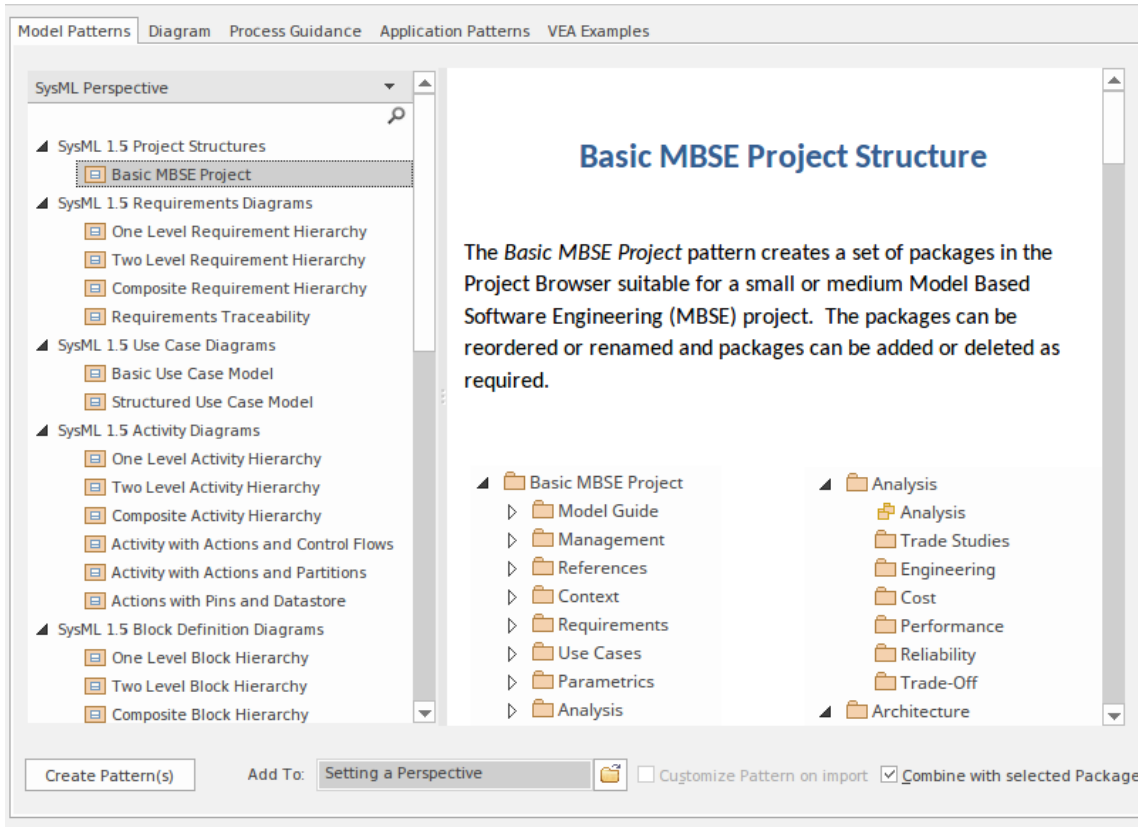 Model Patterns Diagram Process Guidance Application Patterns VEA Examples
SysML Perspective
SysML 1.5 Project Structures
Basic MBSE Project
SysML 1.5 Requirements Diagrams
One Level Requirement Hierarchy
Two Level Requirement Hierarchy
Composite Requirement Hierarchy
Requirements Traceability
SysML 1.5 Use Case Diagrams
Basic Use Case Model
Structured Use Case Model
SysML 1.5 Activity Diagrams
One Level Activity Hierarchy
Two Level Activity Hierarchy
Composite Activity Hierarchy
Activity with Actions and Control Flows
Activity with Actions and Partitions
Actions with Pins and Datastore
SysML 1.5 Block Definition Diagrams
One Level Block Hierarchy
Two Level Block Hierarchy
Composite Block Hierarchy
Basic MBSE Project Structure
The Basic MBSE Project pattern creates a set of packages in the
Project Browser suitable for a small or medium Model Based
Software Engineering (MBSE) project. The packages can be
reordered or renamed and packages can be added or deleted as
required.
Basic MBSE Project
Model Guide
Management
References
Context
Requirements
Use Cases
Parametrics
Analysis
Analysis
Analysis
Trade Studies
Engineering
Cost
Performance
Reliability
Trade-Off
Architecture
Create Pattern(s) Add To: Setting a Perspective Customize Pattern on import Combine with selected Package